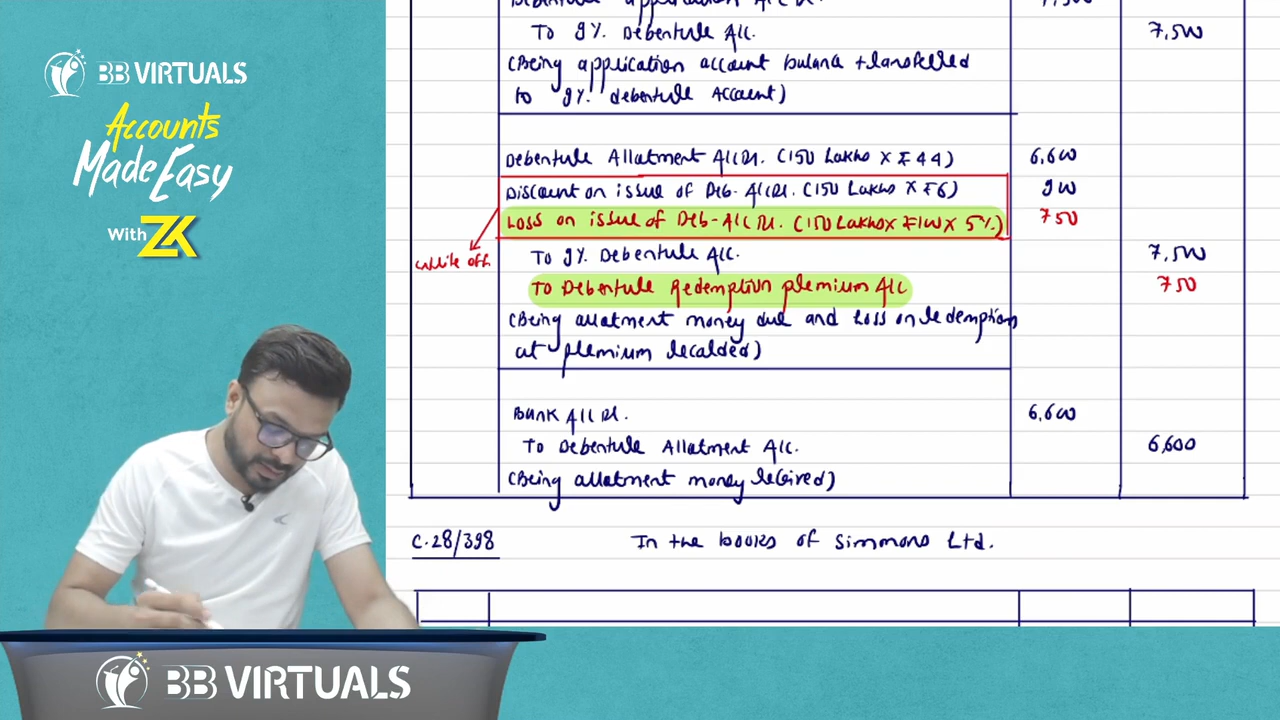 BB VIRTUALS
Accounts
Made Easy
With ZK
To 9%. Debenture A/c. 7,500
(Being application account balance transferred
to 9%. debenture Account)
Debenture Allotment A/c Dr. (150 Lakhs x ₹44) 6,600
Discount on issue of Deb. A/c Dr. (150 Lakhs x ₹6) 900
Loss on issue of Deb. A/c Dr. (150 Lakhs x ₹100 x 5%) 750
write off
To 9%. Debenture A/c. 7,500
To Debenture Redemption premium A/c 750
(Being allotment money due and Loss on redemption
at premium recorded)
Bank A/c Dr. 6,600
To Debenture Allotment A/c. 6,600
(Being allotment money received)
C.28/398 In the books of Simmons Ltd.
BB VIRTUALS